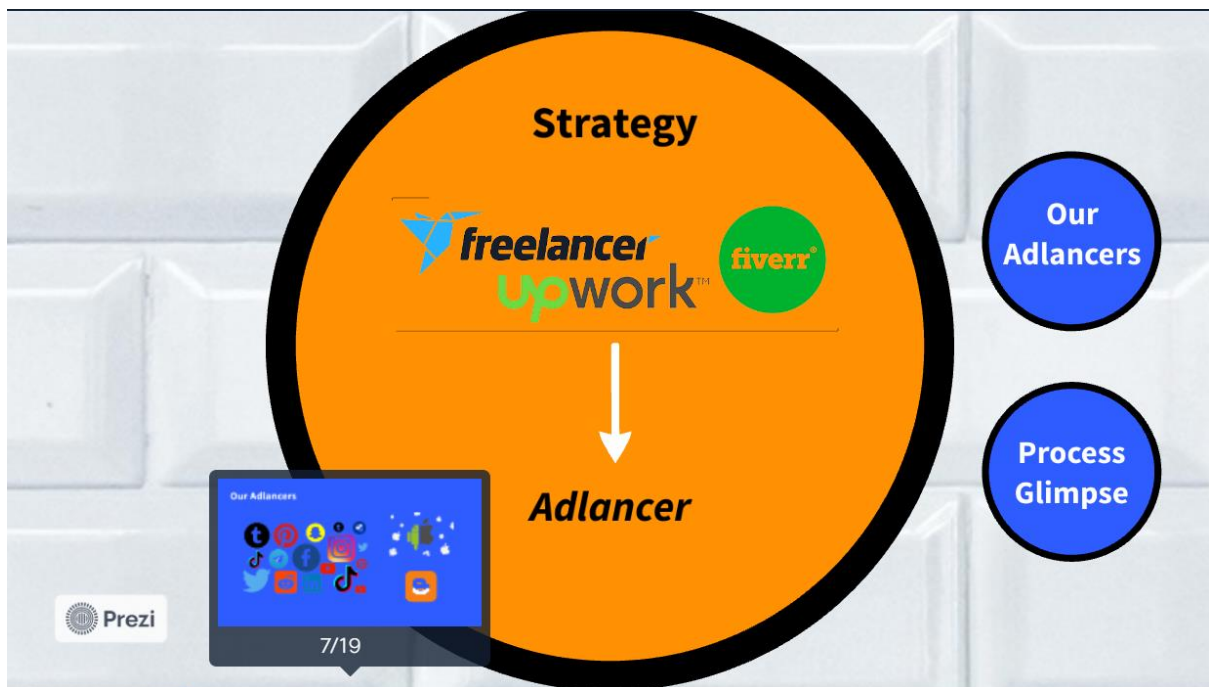 Strategy
freelancer
upwork™
fiverr®
Adlancer
Our
Adlancers
Process
Glimpse
Our Adlancers
7/19
Prezi